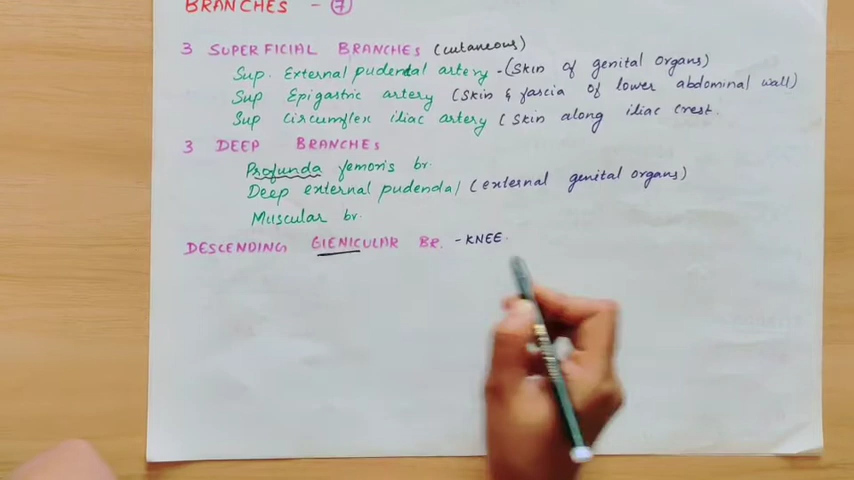 BRANCHES - 7
3 SUPERFICIAL BRANCHES (cutaneous)
Sup. External pudental artery - (Skin of genital organs)
Sup Epigastric artery (Skin & fascia of lower abdominal wall)
Sup circumflex iliac artery (Skin along iliac crest.
3 DEEP BRANCHES
Profunda femoris br.
Deep external pudendal (external genital organs)
Muscular br.
DESCENDING GIENICULAR BR. - KNEE.